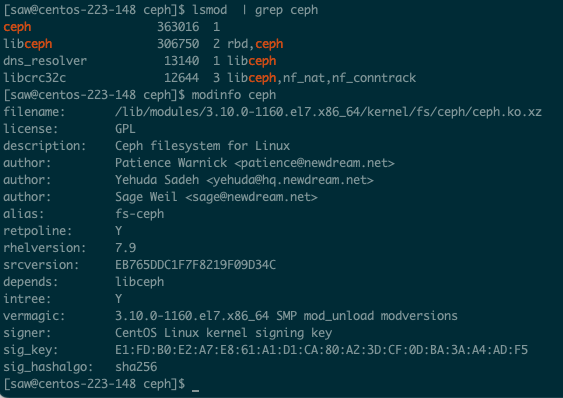 [saw@centos-223-148 ceph]$ lsmod  | grep ceph
ceph                  363016  1
libceph               306750  2 rbd,ceph
dns_resolver           13140  1 libceph
libcrc32c              12644  3 libceph,nf_nat,nf_conntrack
[saw@centos-223-148 ceph]$ modinfo ceph
filename:       /lib/modules/3.10.0-1160.el7.x86_64/kernel/fs/ceph/ceph.ko.xz
license:        GPL
description:    Ceph filesystem for Linux
author:         Patience Warnick <patience@newdream.net>
author:         Yehuda Sadeh <yehuda@hq.newdream.net>
author:         Sage Weil <sage@newdream.net>
alias:          fs-ceph
retpoline:      Y
rhelversion:    7.9
srcversion:     EB765DDC1F7F8219F09D34C
depends:        libceph
intree:         Y
vermagic:       3.10.0-1160.el7.x86_64 SMP mod_unload modversions
signer:         CentOS Linux kernel signing key
sig_key:        E1:FD:B0:E2:A7:E8:61:A1:D1:CA:80:A2:3D:CF:0D:BA:3A:A4:AD:F5
sig_hashalgo:   sha256
[saw@centos-223-148 ceph]$ _